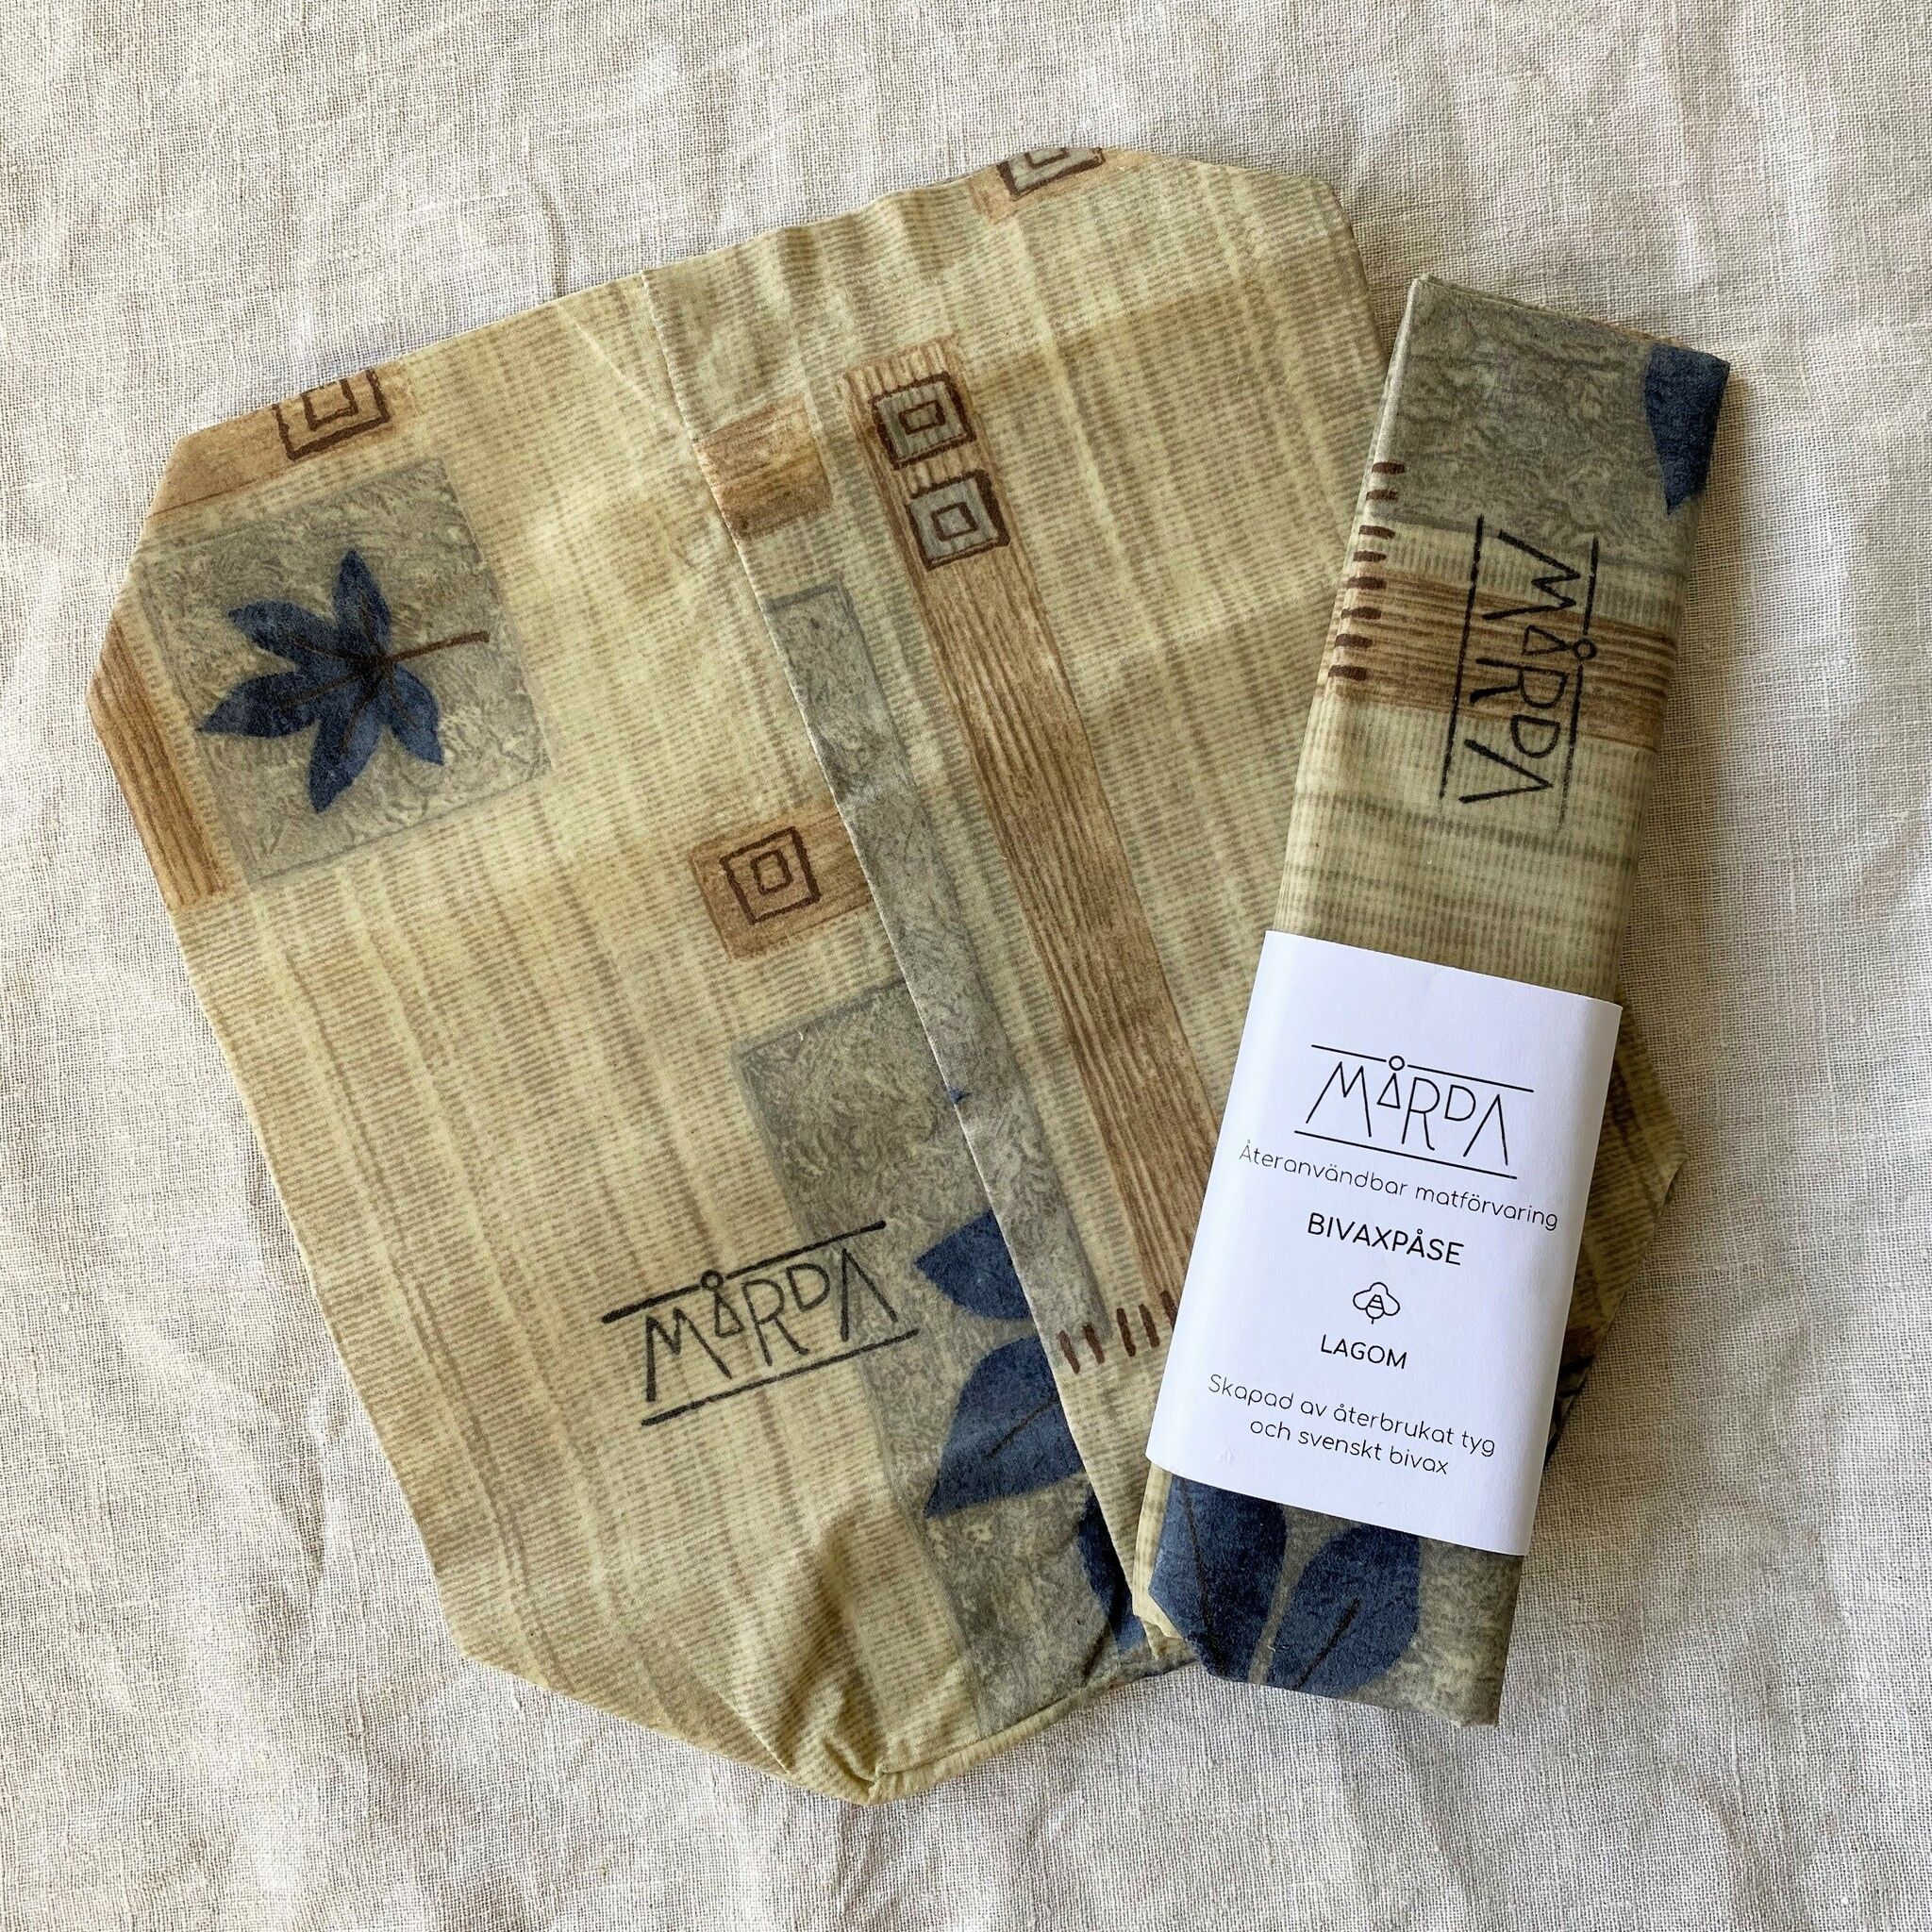 MÅRDA
MÅRDA
MÅRDA
Återanvändbar matförvaring
BIVAXPÅSE
LAGOM
Skapad av återbrukat tyg
och svenskt bivax